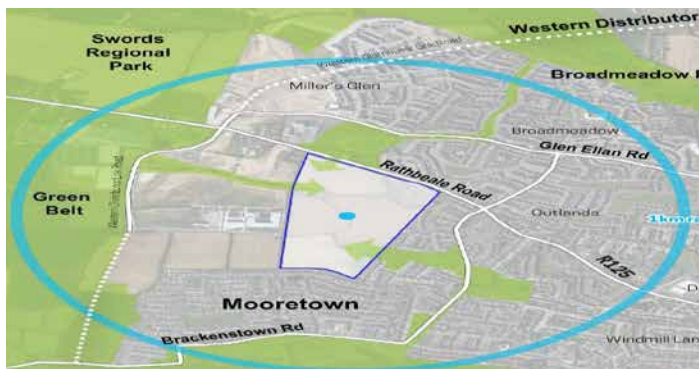 Western Distributor
Swords
Regional
Park
Miller's Glen
Broadmeadow
Broadmeadow
Glen Ellan Rd
Rathbeale Road
Green
Belt
Outlands
1km
R125
Mooretown
Brackenstown Rd
Windmill